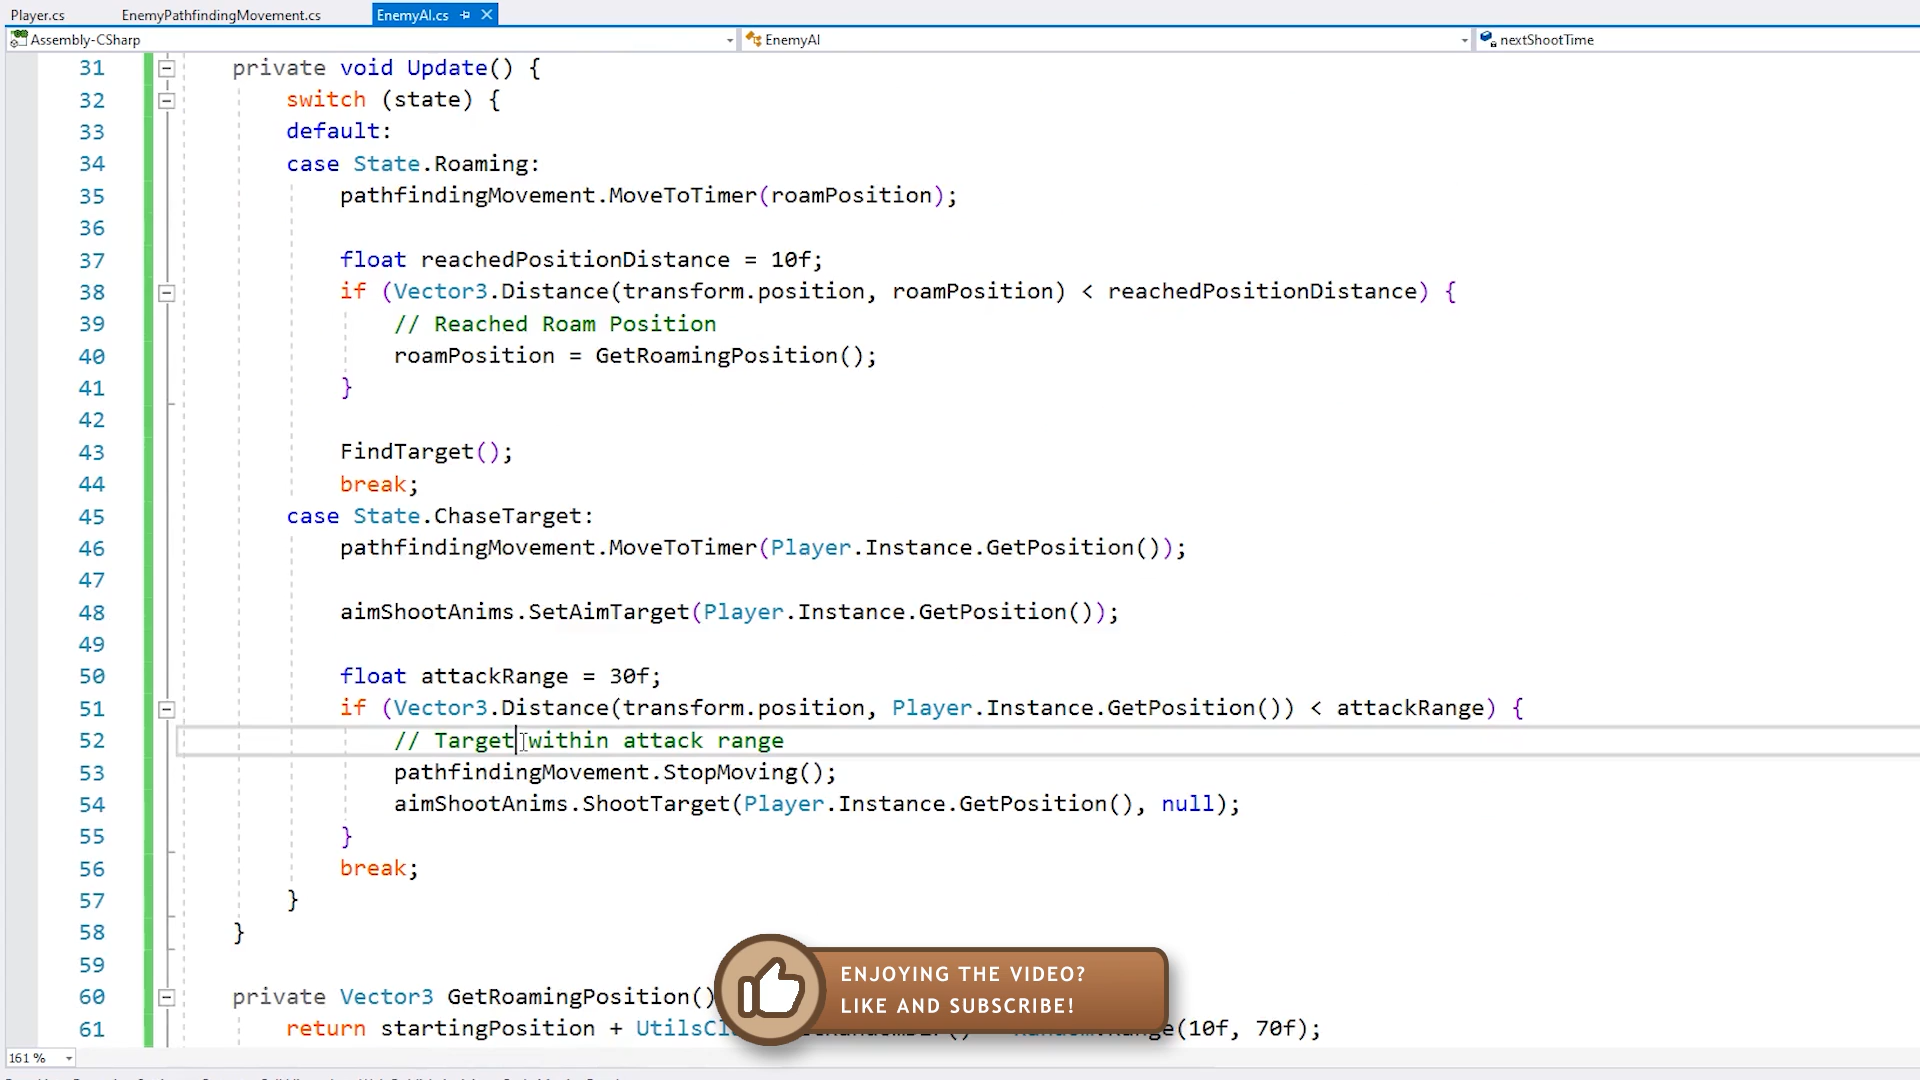 Player.cs EnemyPathfindingMovement.cs EnemyAI.cs
Assembly-CSharp EnemyAI nextShootTime
31 private void Update() {
32 switch (state) {
33 default:
34 case State.Roaming:
35 pathfindingMovement.MoveToTimer(roamPosition);
36
37 float reachedPositionDistance = 10f;
38 if (Vector3.Distance(transform.position, roamPosition) < reachedPositionDistance) {
39 // Reached Roam Position
40 roamPosition = GetRoamingPosition();
41 }
42
43 FindTarget();
44 break;
45 case State.ChaseTarget:
46 pathfindingMovement.MoveToTimer(Player.Instance.GetPosition());
47
48 aimShootAnims.SetAimTarget(Player.Instance.GetPosition());
49
50 float attackRange = 30f;
51 if (Vector3.Distance(transform.position, Player.Instance.GetPosition()) < attackRange) {
52 // Target within attack range
53 pathfindingMovement.StopMoving();
54 aimShootAnims.ShootTarget(Player.Instance.GetPosition(), null);
55 }
56 break;
57 }
58 }
59
60 private Vector3 GetRoamingPosition()
61 return startingPosition + (10f, 70f);
ENJOYING THE VIDEO?
LIKE AND SUBSCRIBE!
161 %